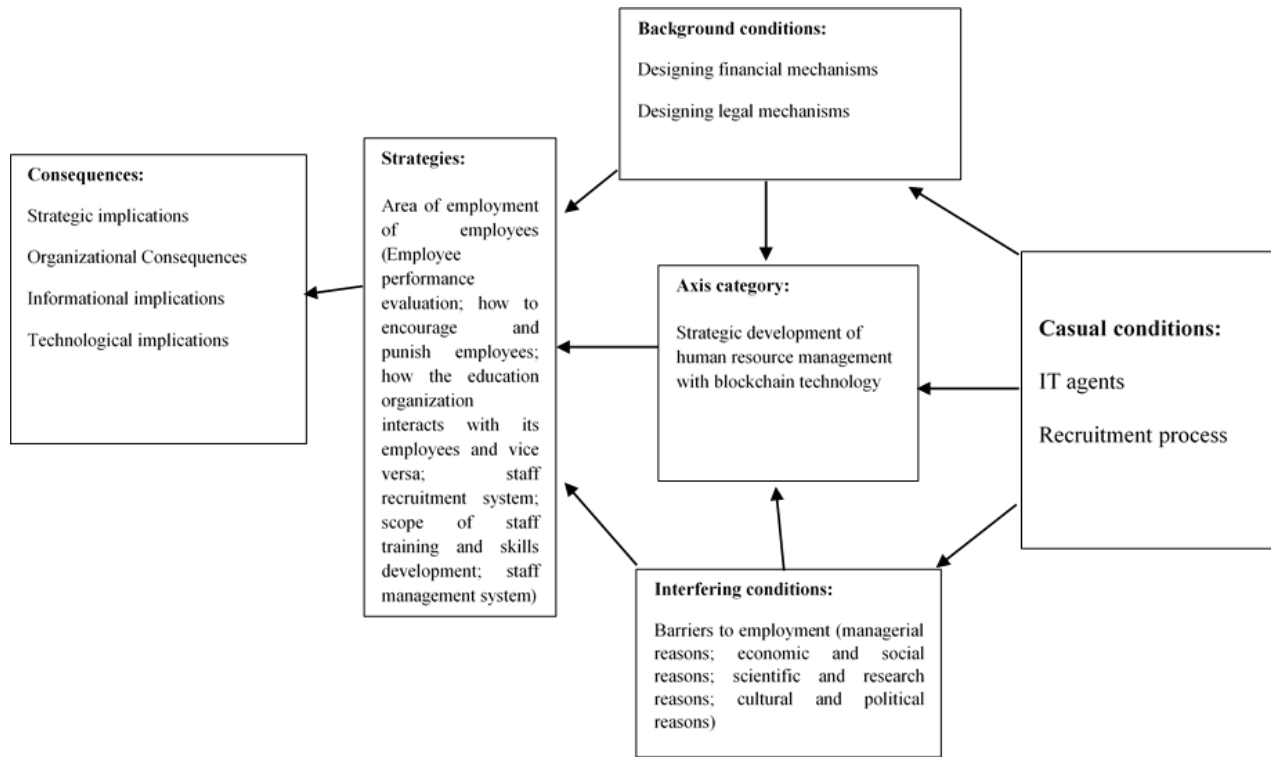 Background conditions:
Designing financial mechanisms
Designing legal mechanisms
Strategies:
Area of employment
of employees
(Employee
performance
evaluation; how to
encourage and
punish employees;
how the education
organization
interacts with its
employees and vice
versa; staff
recruitment system;
scope of staff
training and skills
development; staff
management system)
Consequences:
Strategic implications
Organizational Consequences
Informational implications
Technological implications
Axis category:
Strategic development of
human resource management
with blockchain technology
Casual conditions:
IT agents
Recruitment process
Interfering conditions:
Barriers to employment (managerial
reasons; economic and social
reasons; scientific and research
reasons; cultural and political
reasons)